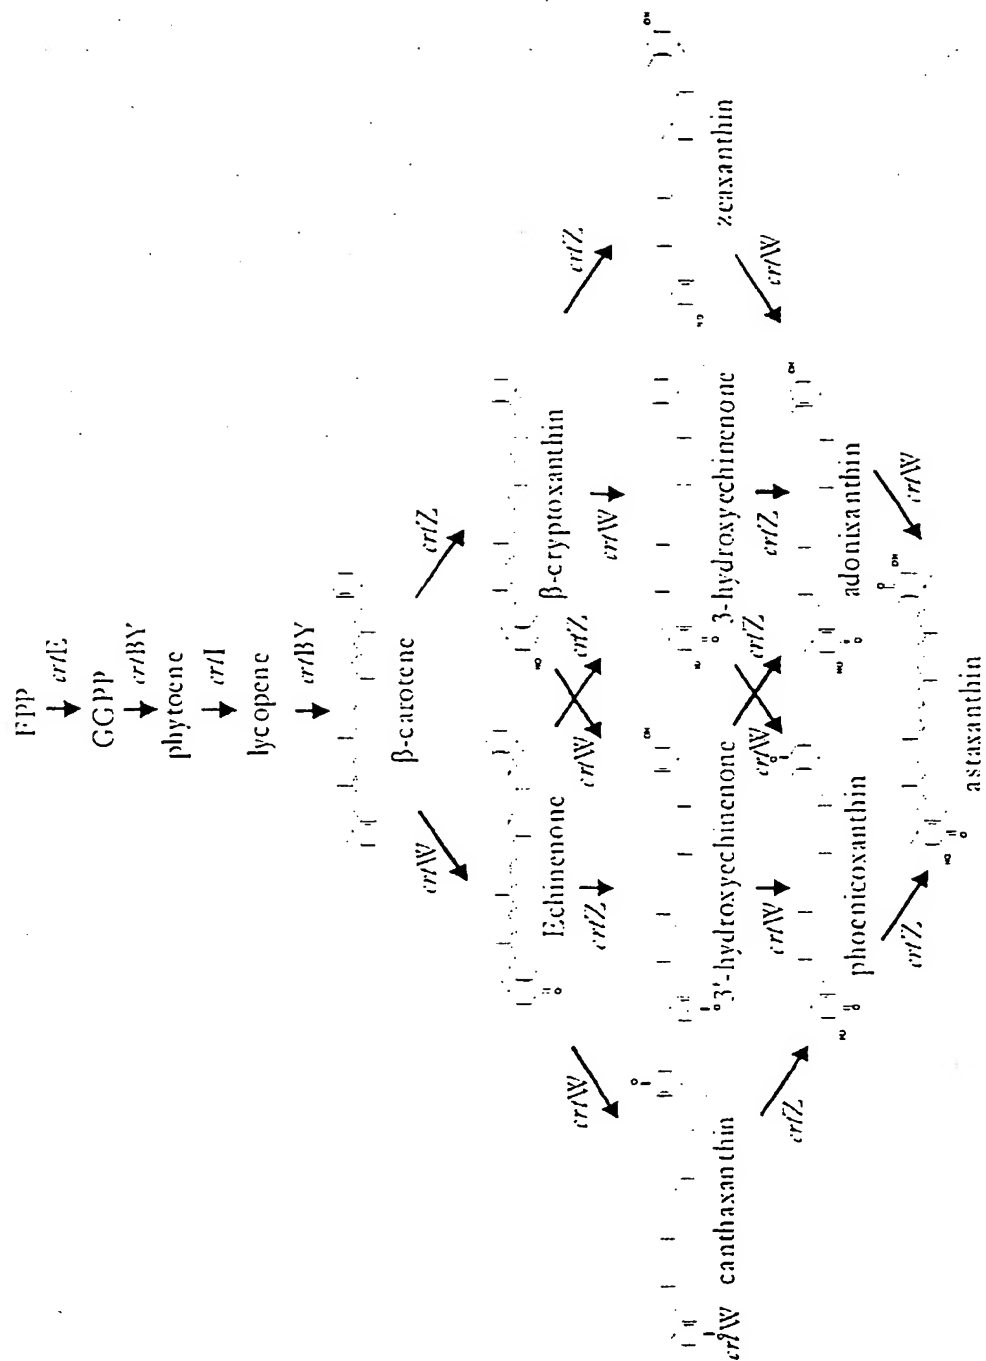 FPP
crtE
GGPP
crtBY
phytoene
crtI
lycopene
crtBY
β-carotene
crtW
crtZ
Echinenone
β-cryptoxanthin
crtW
crtZ
crtW
crtZ
crtW
crtZ
canthaxanthin
3'-hydroxyechinenone
3-hydroxyechinenone
zeaxanthin
crtW
crtZ
crtW
crtW
crtZ
crtZ
crtW
phoenicoxanthin
adonixanthin
crtZ
crtW
astaxanthin